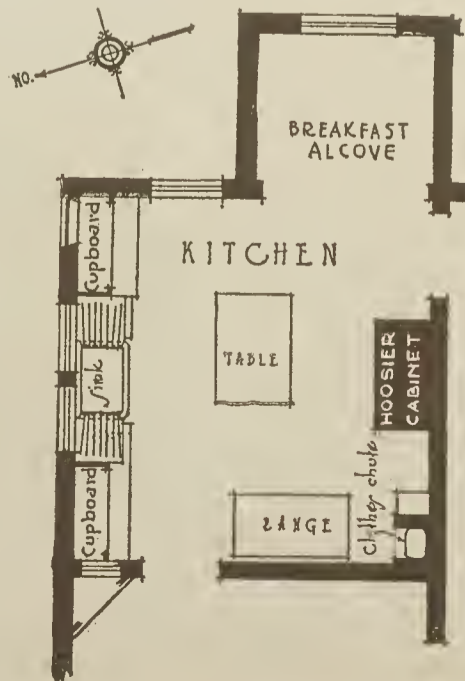 NO.
BREAKFAST
ALCOVE
KITCHEN
Cupboard
Sink
TABLE
HOOSIER
CABINET
Cupboard
RANGE
Clothes chute